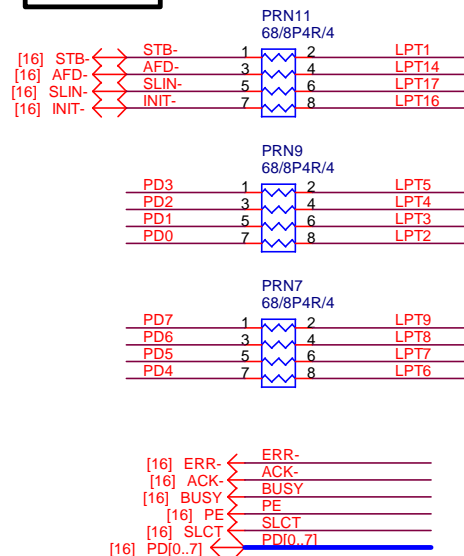 PRN11
68/8P4R/4
[16] STB- STB- 1 2 LPT1
[16] AFD- AFD- 3 4 LPT14
[16] SLIN- SLIN- 5 6 LPT17
[16] INIT- INIT- 7 8 LPT16
PRN9
68/8P4R/4
PD3 1 2 LPT5
PD2 3 4 LPT4
PD1 5 6 LPT3
PD0 7 8 LPT2
PRN7
68/8P4R/4
PD7 1 2 LPT9
PD6 3 4 LPT8
PD5 5 6 LPT7
PD4 7 8 LPT6
[16] ERR- ERR-
[16] ACK- ACK-
[16] BUSY BUSY
[16] PE PE
[16] SLCT SLCT
[16] PD[0..7] PD[0..7]